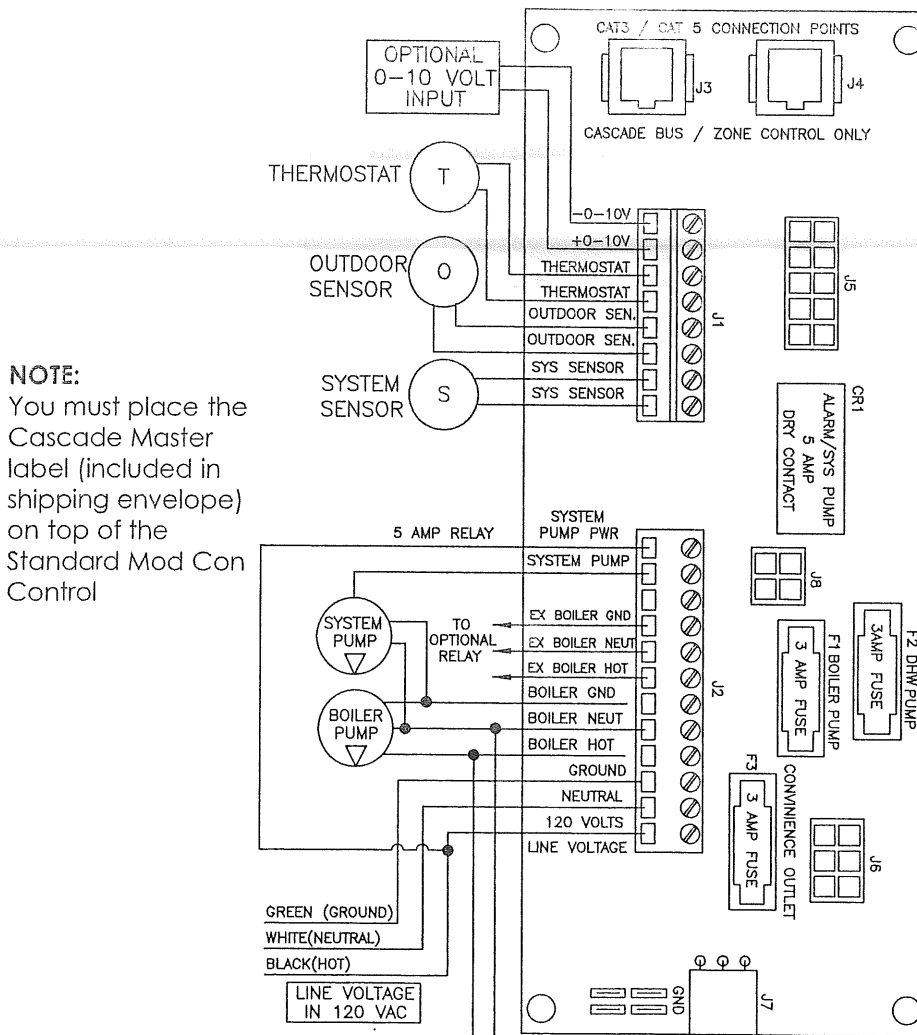 CAT3 / CAT 5 CONNECTION POINTS
OPTIONAL
0-10 VOLT
INPUT
J3
J4
CASCADE BUS / ZONE CONTROL ONLY
THERMOSTAT
T
-0-10V
+0-10V
THERMOSTAT
THERMOSTAT
OUTDOOR SEN.
OUTDOOR SEN.
SYS SENSOR
SYS SENSOR
J1
J5
OUTDOOR
SENSOR
O
SYSTEM
SENSOR
S
NOTE:
You must place the
Cascade Master
label (included in
shipping envelope)
on top of the
Standard Mod Con
Control
CR1
ALARM/SYS PUMP
5 AMP
DRY CONTACT
5 AMP RELAY
SYSTEM
PUMP PWR
SYSTEM PUMP
EX BOILER GND
EX BOILER NEUT
EX BOILER HOT
BOILER GND
BOILER NEUT
BOILER HOT
GROUND
NEUTRAL
120 VOLTS
LINE VOLTAGE
J2
SYSTEM
PUMP
TO
OPTIONAL
RELAY
BOILER
PUMP
J8
F1 BOILER PUMP
3 AMP FUSE
F2 DHW PUMP
3AMP FUSE
F3
CONVINIENCE OUTLET
3 AMP FUSE
J6
GREEN (GROUND)
WHITE(NEUTRAL)
BLACK(HOT)
LINE VOLTAGE
IN 120 VAC
GND
J7